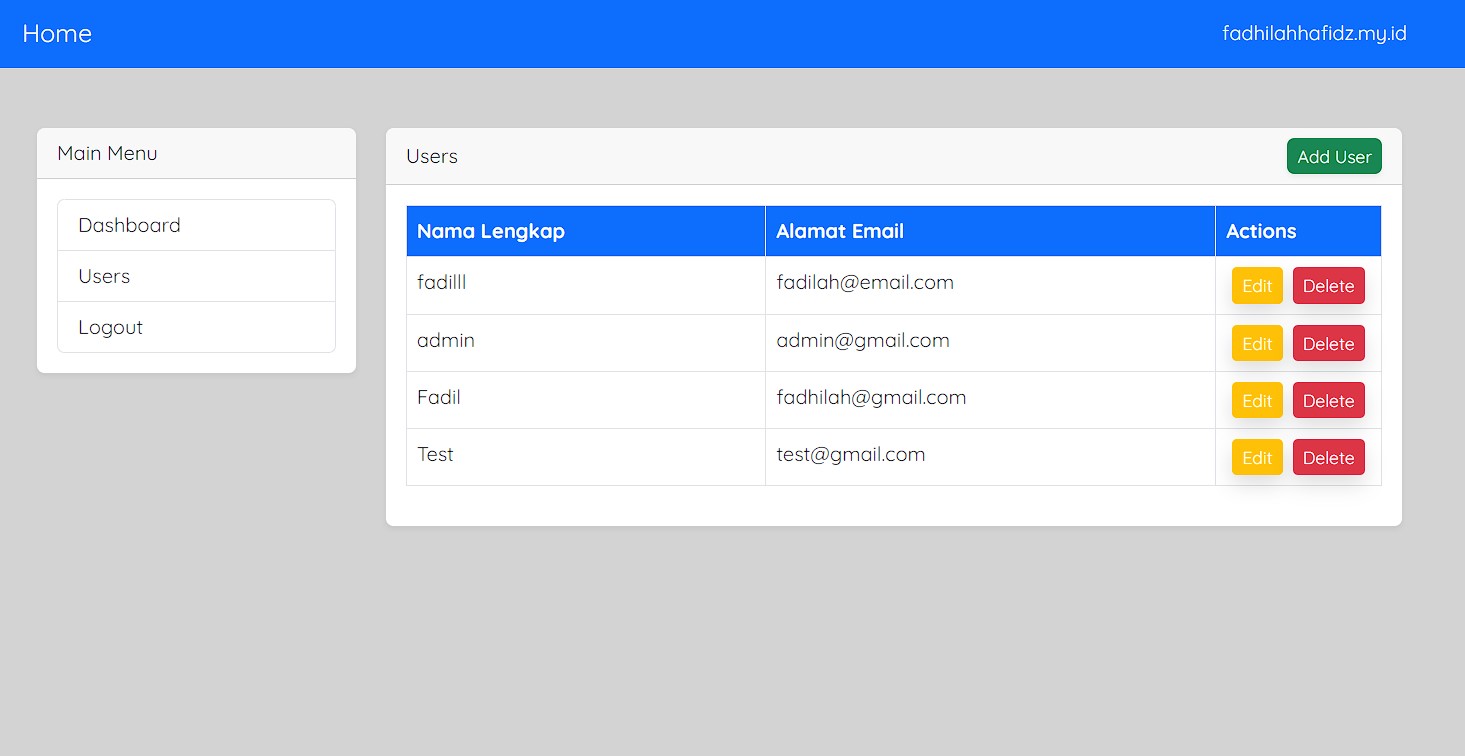 Home fadhilahhafidz.my.id
Main Menu
Dashboard
Users
Logout
Users Add User
Nama Lengkap Alamat Email Actions
fadilll fadilah@email.com Edit Delete
admin admin@gmail.com Edit Delete
Fadil fadhilah@gmail.com Edit Delete
Test test@gmail.com Edit Delete